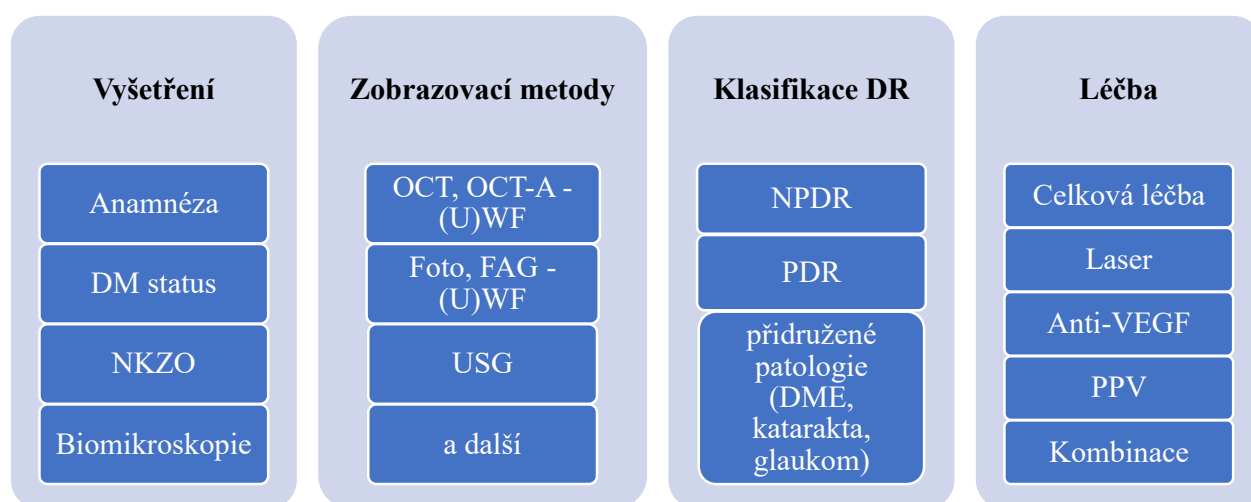 Vyšetření
Anamnéza
DM status
NKZO
Biomikroskopie
Zobrazovací metody
OCT, OCT-A -
(U)WF
Foto, FAG -
(U)WF
USG
a další
Klasifikace DR
NPDR
PDR
přidružené
patologie
(DME,
katarakta,
glaukom)
Léčba
Celková léčba
Laser
Anti-VEGF
PPV
Kombinace